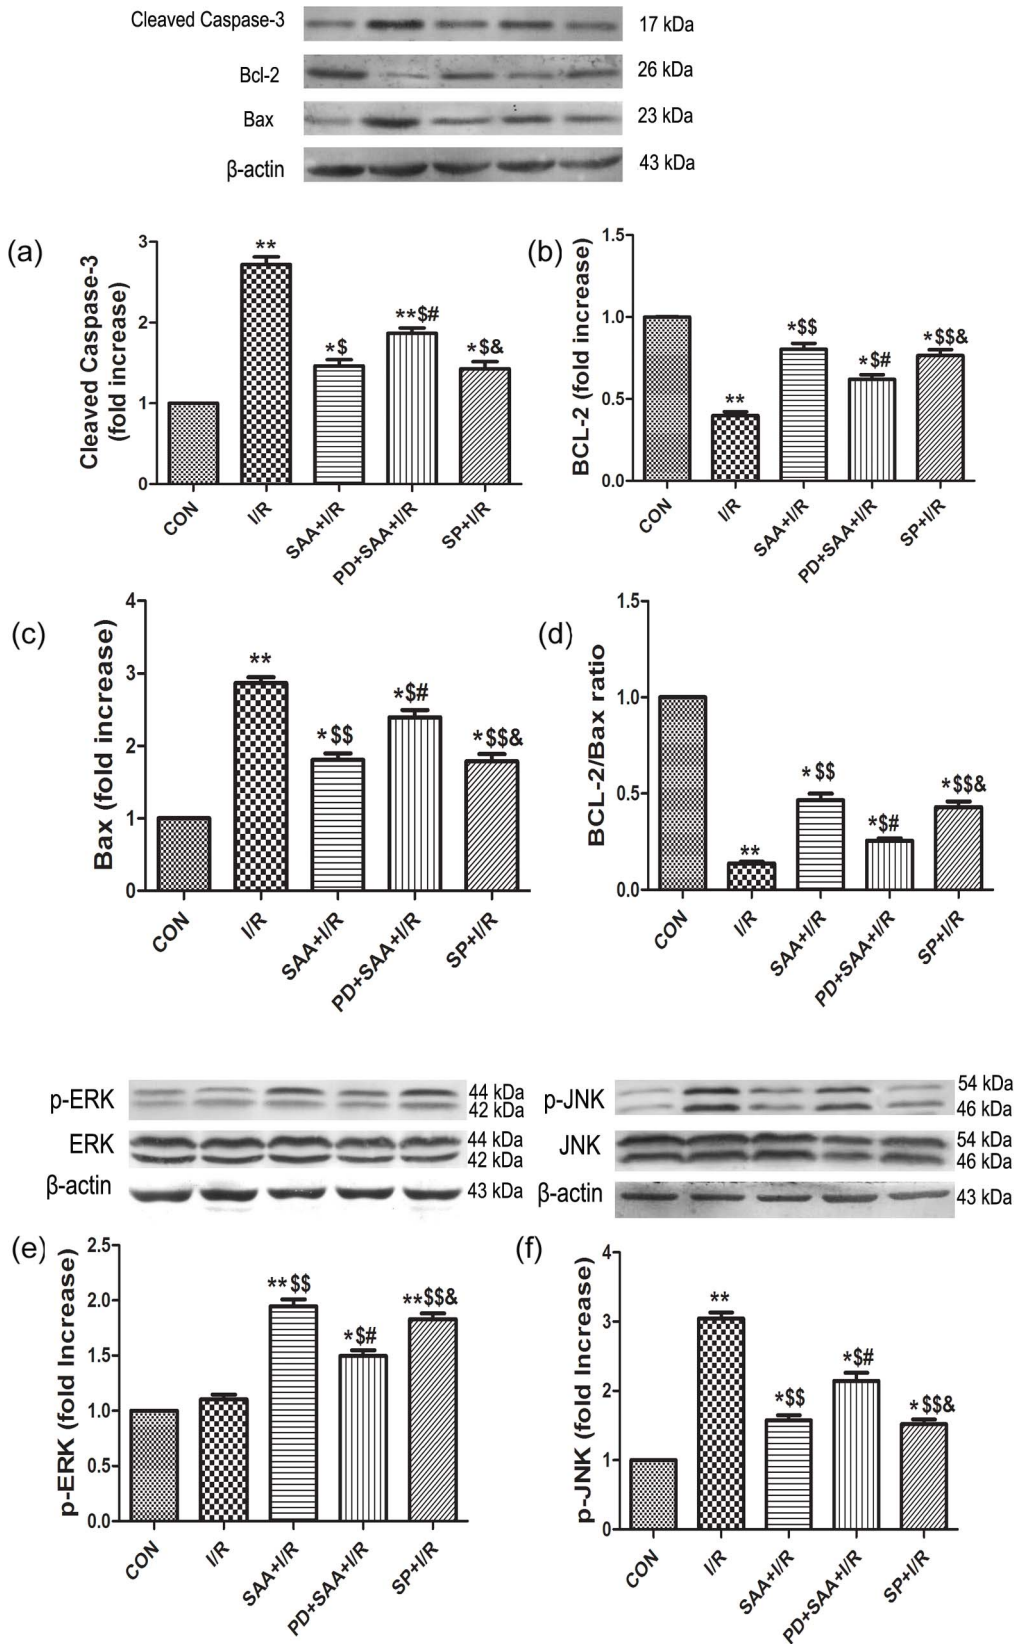 Cleaved Caspase-3 17 kDa
Bcl-2 26 kDa
Bax 23 kDa
β-actin 43 kDa
(a)
Cleaved Caspase-3
(fold increase)
3
2
1
0
**
*$
**$#
*$&
CON I/R SAA+I/R PD+SAA+I/R SP+I/R
(b)
BCL-2 (fold increase)
1.5
1.0
0.5
0.0
**
*$$
*$#
*$$&
CON I/R SAA+I/R PD+SAA+I/R SP+I/R
(c)
Bax (fold increase)
4
3
2
1
0
**
*$$
*$#
*$$&
CON I/R SAA+I/R PD+SAA+I/R SP+I/R
(d)
BCL-2/Bax ratio
1.5
1.0
0.5
0.0
**
*$$
*$#
*$$&
CON I/R SAA+I/R PD+SAA+I/R SP+I/R
p-ERK 44 kDa
42 kDa
ERK 44 kDa
42 kDa
β-actin 43 kDa
p-JNK 54 kDa
46 kDa
JNK 54 kDa
46 kDa
β-actin 43 kDa
(e)
p-ERK (fold Increase)
2.5
2.0
1.5
1.0
0.5
0.0
**$$
*$#
**$$&
CON I/R SAA+I/R PD+SAA+I/R SP+I/R
(f)
p-JNK (fold Increase)
4
3
2
1
0
**
*$$
*$#
*$$&
CON I/R SAA+I/R PD+SAA+I/R SP+I/R